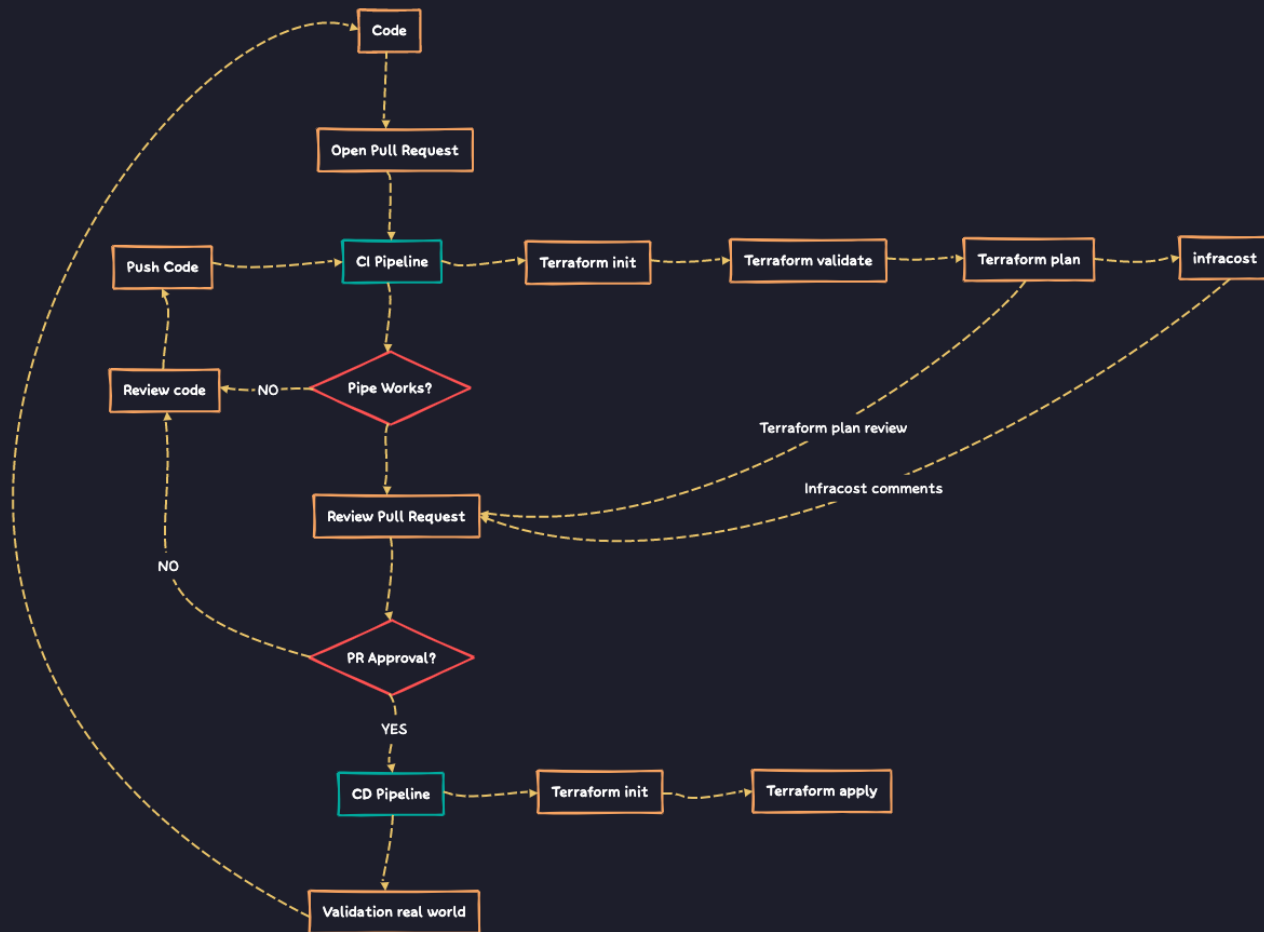 Code
Open Pull Request
Push Code
CI Pipeline
Terraform init
Terraform validate
Terraform plan
infracost
Review code
NO
Pipe Works?
Terraform plan review
Infracost comments
Review Pull Request
NO
PR Approval?
YES
CD Pipeline
Terraform init
Terraform apply
Validation real world